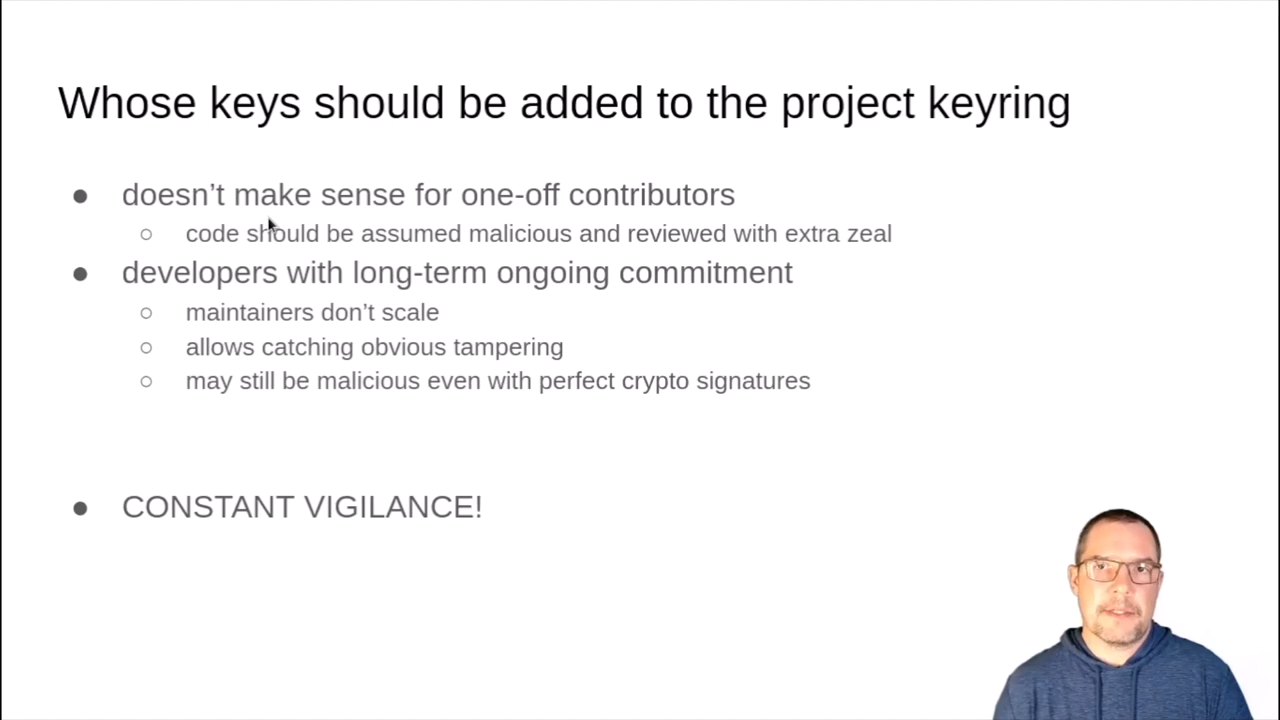 Whose keys should be added to the project keyring
● doesn’t make sense for one-off contributors
○ code should be assumed malicious and reviewed with extra zeal
● developers with long-term ongoing commitment
○ maintainers don’t scale
○ allows catching obvious tampering
○ may still be malicious even with perfect crypto signatures
● CONSTANT VIGILANCE!